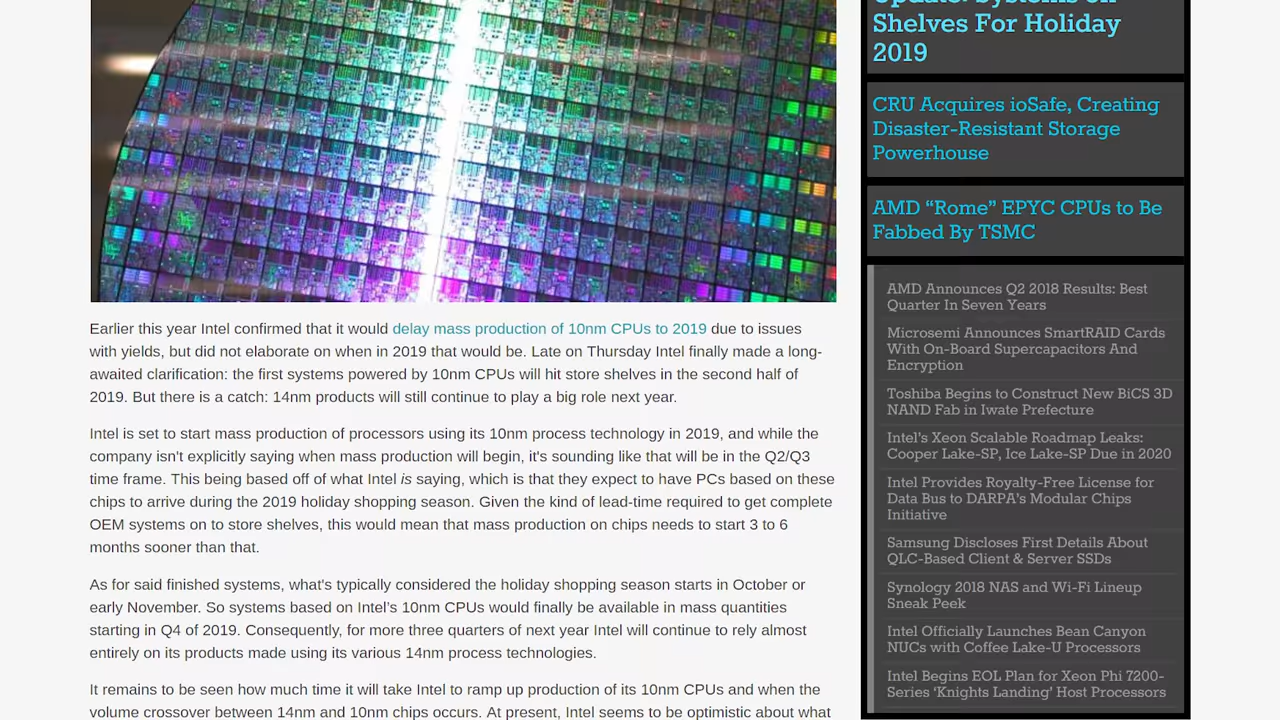 Earlier this year Intel confirmed that it would delay mass production of 10nm CPUs to 2019 due to issues
with yields, but did not elaborate on when in 2019 that would be. Late on Thursday Intel finally made a long-
awaited clarification: the first systems powered by 10nm CPUs will hit store shelves in the second half of
2019. But there is a catch: 14nm products will still continue to play a big role next year.
Intel is set to start mass production of processors using its 10nm process technology in 2019, and while the
company isn't explicitly saying when mass production will begin, it's sounding like that will be in the Q2/Q3
time frame. This being based off of what Intel is saying, which is that they expect to have PCs based on these
chips to arrive during the 2019 holiday shopping season. Given the kind of lead-time required to get complete
OEM systems on to store shelves, this would mean that mass production on chips needs to start 3 to 6
months sooner than that.
As for said finished systems, what's typically considered the holiday shopping season starts in October or
early November. So systems based on Intel's 10nm CPUs would finally be available in mass quantities
starting in Q4 of 2019. Consequently, for more three quarters of next year Intel will continue to rely almost
entirely on its products made using its various 14nm process technologies.
It remains to be seen how much time it will take Intel to ramp up production of its 10nm CPUs and when the
volume crossover between 14nm and 10nm chips occurs. At present, Intel seems to be optimistic about what
Update: Systems on
Shelves For Holiday
2019
CRU Acquires ioSafe, Creating
Disaster-Resistant Storage
Powerhouse
AMD “Rome” EPYC CPUs to Be
Fabbed By TSMC
AMD Announces Q2 2018 Results: Best
Quarter In Seven Years
Microsemi Announces SmartRAID Cards
With On-Board Supercapacitors And
Encryption
Toshiba Begins to Construct New BiCS 3D
NAND Fab in Iwate Prefecture
Intel's Xeon Scalable Roadmap Leaks:
Cooper Lake-SP, Ice Lake-SP Due in 2020
Intel Provides Royalty-Free License for
Data Bus to DARPA's Modular Chips
Initiative
Samsung Discloses First Details About
QLC-Based Client & Server SSDs
Synology 2018 NAS and Wi-Fi Lineup
Sneak Peek
Intel Officially Launches Bean Canyon
NUCs with Coffee Lake-U Processors
Intel Begins EOL Plan for Xeon Phi 7200-
Series ‘Knights Landing’ Host Processors